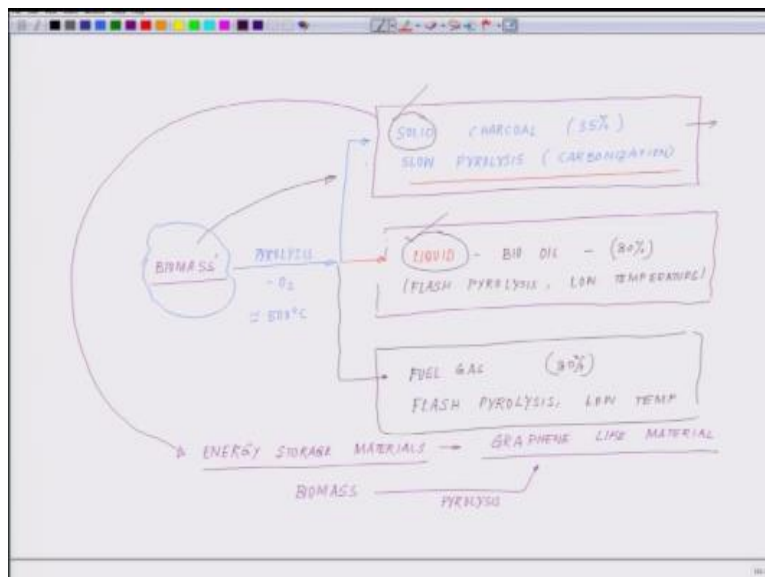 SOLID CHARCOAL (35%)
SLOW PYROLYSIS (CARBONIZATION)
BIOMASS
PYROLYSIS
- O2
≈ 500°C
LIQUID - BIO OIL - (80%)
(FLASH PYROLYSIS, LOW TEMPERATURE)
FUEL GAS (80%)
FLASH PYROLYSIS, LOW TEMP
ENERGY STORAGE MATERIALS → GRAPHENE LIKE MATERIAL
BIOMASS
PYROLYSIS